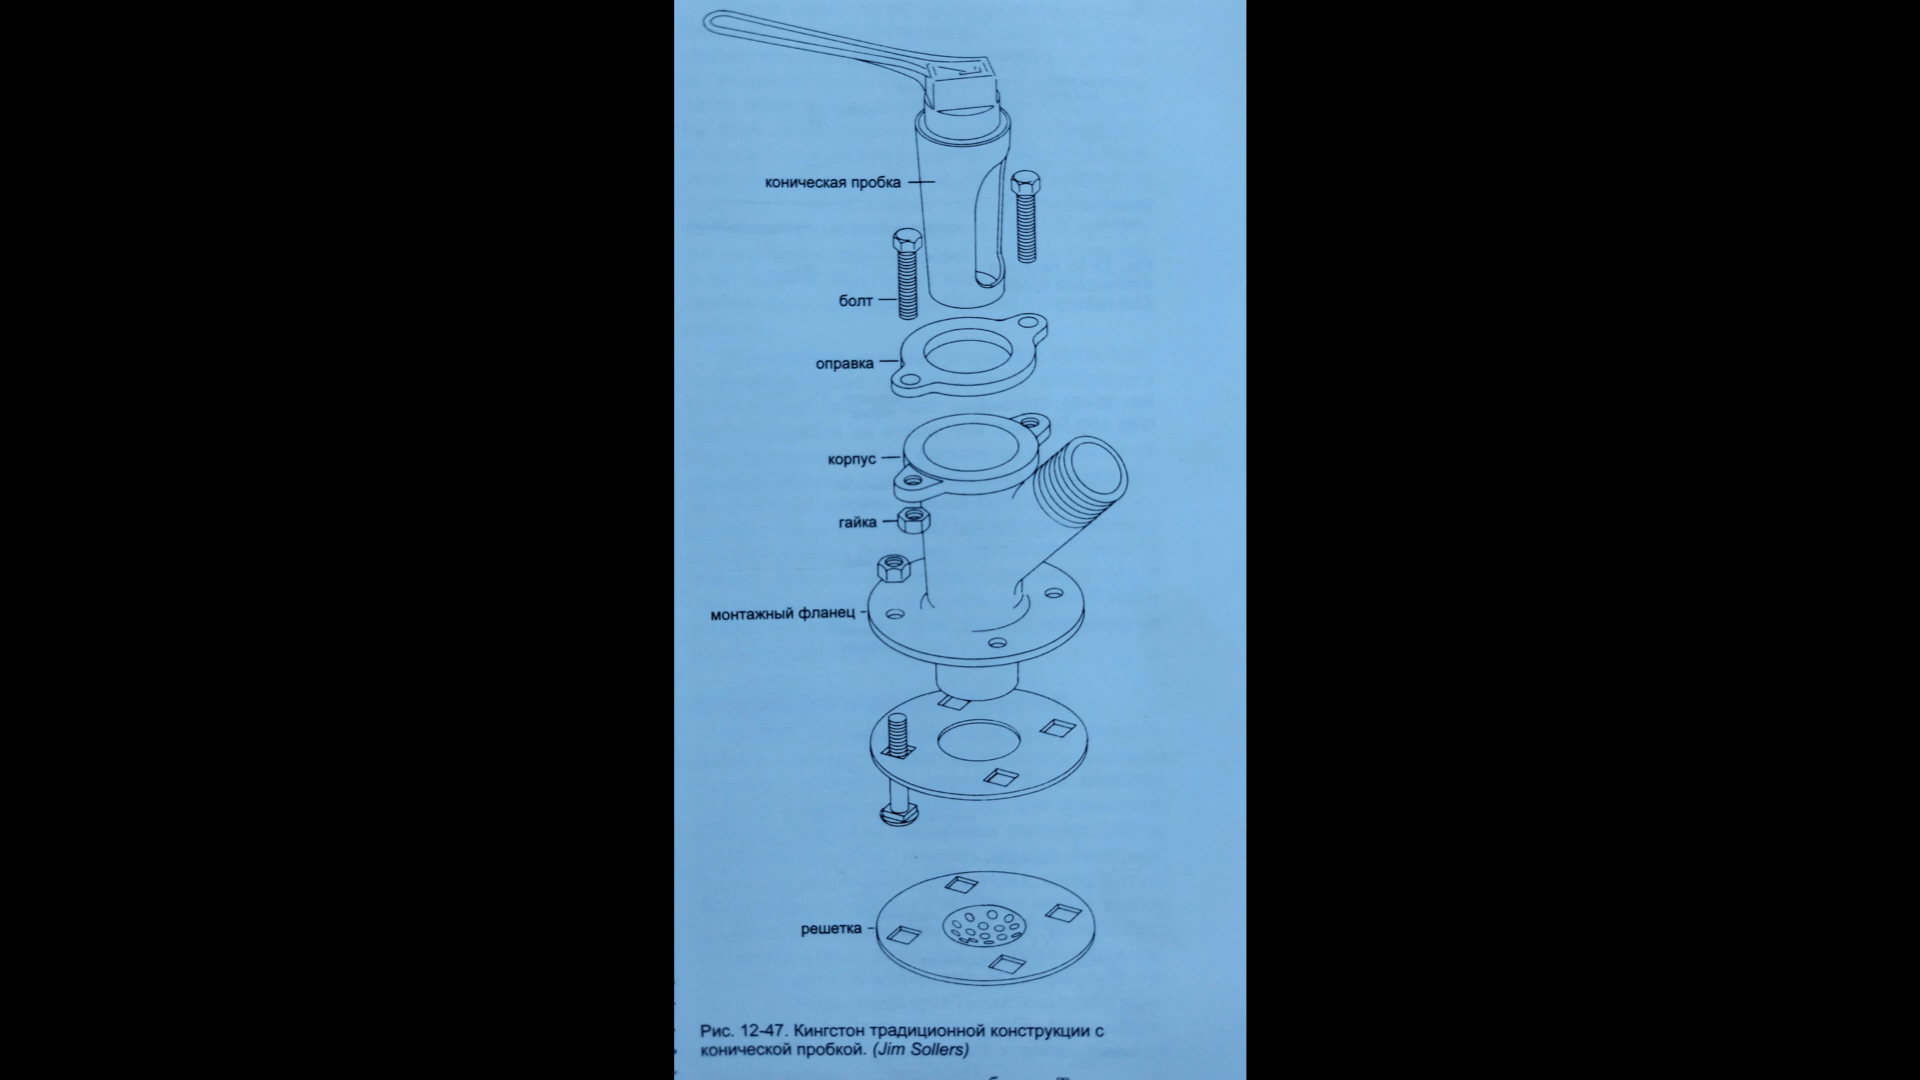 коническая пробка
болт
оправка
корпус
гайка
монтажный фланец
решетка
Рис. 12-47. Кингстон традиционной конструкции с
конической пробкой. (Jim Sollers)